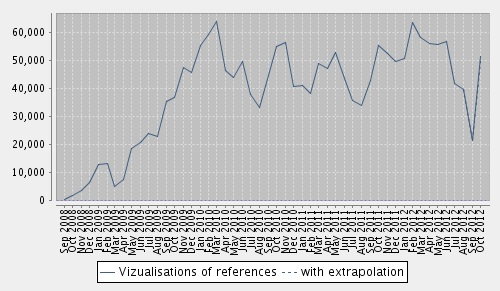 60,000
50,000
40,000
30,000
20,000
10,000
0
Sep 2008
Oct 2008
Nov 2008
Dec 2008
Jan 2009
Feb 2009
Mar 2009
Apr 2009
May 2009
Jun 2009
Jul 2009
Aug 2009
Sep 2009
Oct 2009
Nov 2009
Dec 2009
Jan 2010
Feb 2010
Mar 2010
Apr 2010
May 2010
Jun 2010
Jul 2010
Aug 2010
Sep 2010
Oct 2010
Nov 2010
Dec 2010
Jan 2011
Feb 2011
Mar 2011
Apr 2011
May 2011
Jun 2011
Jul 2011
Aug 2011
Sep 2011
Oct 2011
Nov 2011
Dec 2011
Jan 2012
Feb 2012
Mar 2012
Apr 2012
May 2012
Jun 2012
Jul 2012
Aug 2012
Sep 2012
Oct 2012
Vizualisations of references --- with extrapolation